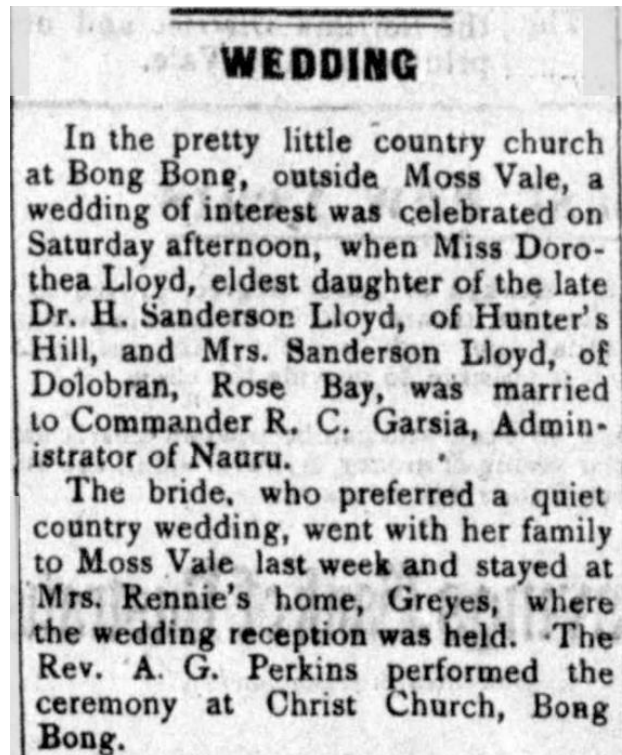 WEDDING
In the pretty little country church
at Bong Bong, outside Moss Vale, a
wedding of interest was celebrated on
Saturday afternoon, when Miss Doro-
thea Lloyd, eldest daughter of the late
Dr. H. Sanderson Lloyd, of Hunter's
Hill, and Mrs. Sanderson Lloyd, of
Dolobran, Rose Bay, was married
to Commander R. C. Garsia, Admin-
istrator of Nauru.
The bride, who preferred a quiet
country wedding, went with her family
to Moss Vale last week and stayed at
Mrs. Rennie's home, Greyes, where
the wedding reception was held. The
Rev. A. G. Perkins performed the
ceremony at Christ Church, Bong
Bong.